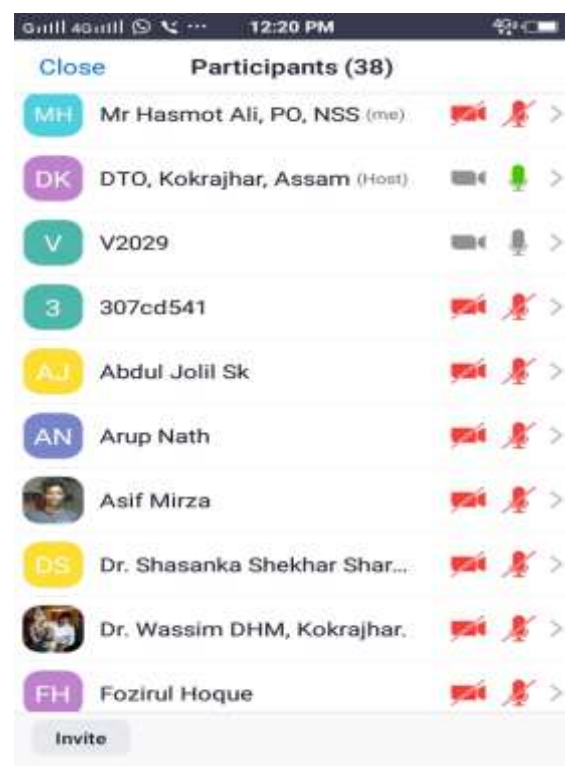 12:20 PM
Close Participants (38)
MH Mr Hasmot Ali, PO, NSS (me)
DK DTO, Kokrajhar, Assam (Host)
V V2029
3 307cd541
AJ Abdul Jolil Sk
AN Arup Nath
Asif Mirza
DS Dr. Shasanka Shekhar Shar...
Dr. Wassim DHM, Kokrajhar.
FH Fozirul Hoque
Invite